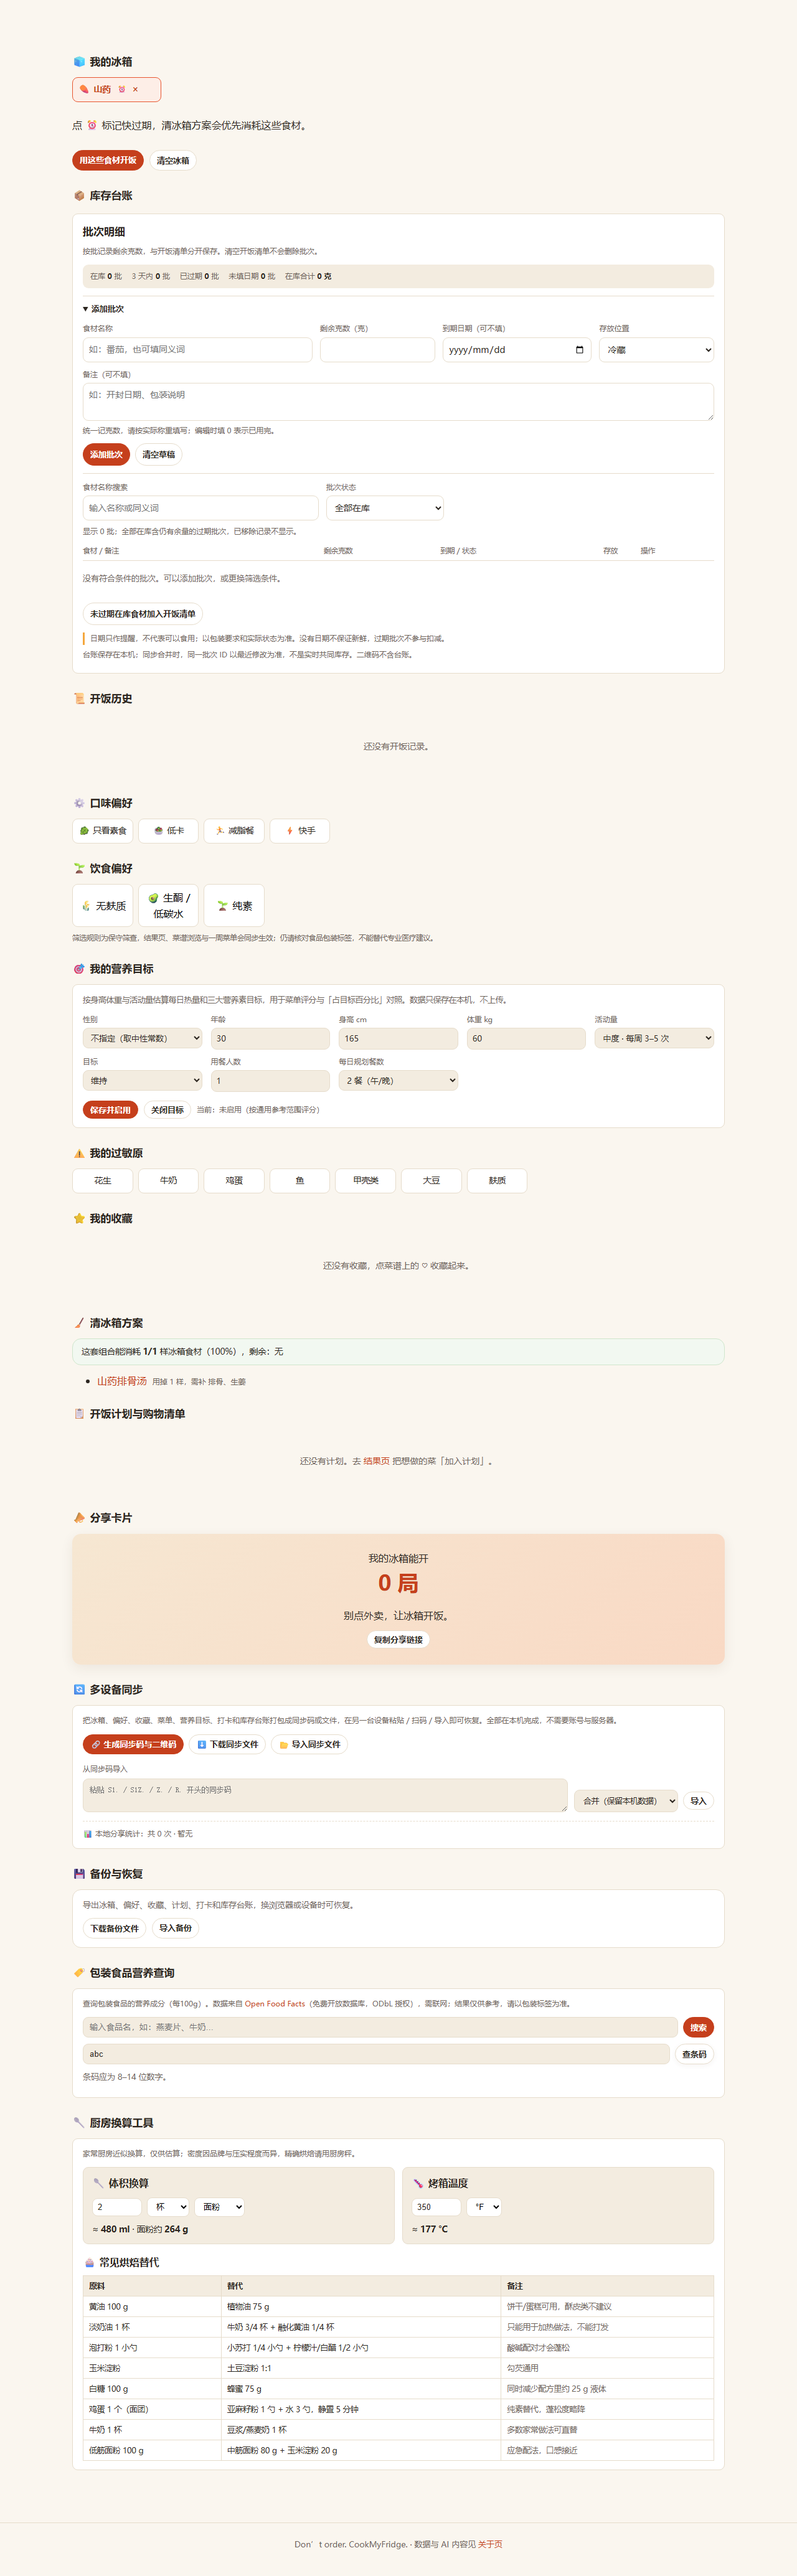 我的冰箱
山药 ×
点 ⏰ 标记快过期，清冰箱方案会优先消耗这些食材。
用这些食材开饭 清空冰箱
库存台账
批次明细
按批记录剩余克数，与开饭清单分开保存。清空开饭清单不会删除批次。
在库 0 批 3 天内 0 批 已过期 0 批 未填日期 0 批 在库合计 0 克
▼ 添加批次
食材名称 剩余克数（克） 到期日期（可不填） 存放位置
如：番茄，也可填同义词 yyyy/mm/dd 冷藏
备注（可不填）
如：开封日期、包装说明
统一记克数，请按实际称重填写；编辑时填 0 表示已用完。
添加批次 清空草稿
食材名称搜索 批次状态
输入名称或同义词 全部在库
显示 0 批；全部在库含仍有余量的过期批次，已移除记录不显示。
食材 / 备注 剩余克数 到期 / 状态 存放 操作
没有符合条件的批次。可以添加批次，或更换筛选条件。
未过期在库食材加入开饭清单
日期只作提醒，不代表可以食用；以包装要求和实际状态为准。没有日期不保证新鲜，过期批次不参与扣减。
台账保存在本机；同步合并时，同一批次 ID 以最近修改为准，不是实时共同库存。二维码不含台账。
开饭历史
还没有开饭记录。
口味偏好
只看素食 低卡 减脂餐 快手
饮食偏好
无麸质 生酮 / 低碳水 纯素
筛选规则为保守筛查，结果页、菜谱浏览与一周菜单会同步生效；仍请核对食品包装标签，不能替代专业医疗建议。
我的营养目标
按身高体重与活动量估算每日热量和三大营养素目标，用于菜单评分与「占目标百分比」对照。数据只保存在本机，不上传。
性别 年龄 身高 cm 体重 kg 活动量
不指定（取中性常数） 30 165 60 中度 · 每周 3–5 次
目标 用餐人数 每日规划餐数
维持 1 2 餐（午/晚）
保存并启用 关闭目标 当前：未启用（按通用参考范围评分）
我的过敏原
花生 牛奶 鸡蛋 鱼 甲壳类 大豆 麸质
我的收藏
还没有收藏，点菜谱上的 ♡ 收藏起来。
清冰箱方案
这套组合能消耗 1/1 样冰箱食材（100%），剩余：无
• 山药排骨汤 用掉 1 样，需补 排骨、生姜
开饭计划与购物清单
还没有计划。去 结果页 把想做的菜「加入计划」。
分享卡片
我的冰箱能开
0 局
别点外卖，让冰箱开饭。
复制分享链接
多设备同步
把冰箱、偏好、收藏、菜单、营养目标、打卡和库存台账打包成同步码或文件，在另一台设备粘贴 / 扫码 / 导入即可恢复。全部在本机完成，不需要账号与服务器。
生成同步码与二维码 下载同步文件 导入同步文件
从同步码导入
粘贴 S1. / S1Z. / Z. / R. 开头的同步码 合并（保留本机数据） 导入
本地分享统计：共 0 次 · 暂无
备份与恢复
导出冰箱、偏好、收藏、计划、打卡和库存台账，换浏览器或设备时可恢复。
下载备份文件 导入备份
包装食品营养查询
查询包装食品的营养成分（每100g）。数据来自 Open Food Facts（免费开放数据库，ODbL 授权），需联网；结果仅供参考，请以包装标签为准。
输入食品名，如：燕麦片、牛奶… 搜索
abc 查条码
条码应为 8–14 位数字。
厨房换算工具
家常厨房近似换算，仅供估算；密度因品牌与压实程度而异，精确烘焙请用厨房秤。
体积换算 烤箱温度
2 杯 面粉 350 °F
≈ 480 ml · 面粉约 264 g ≈ 177 °C
常见烘焙替代
原料 替代 备注
黄油 100 g 植物油 75 g 饼干/蛋糕可用，酥皮类不建议
淡奶油 1 杯 牛奶 3/4 杯 + 融化黄油 1/4 杯 只能用于加热做法，不能打发
泡打粉 1 小勺 小苏打 1/4 小勺 + 柠檬汁/白醋 1/2 小勺 酸碱配对才会蓬松
玉米淀粉 土豆淀粉 1:1 勾芡通用
白糖 100 g 蜂蜜 75 g 同时减少配方里约 25 g 液体
鸡蛋 1 个（面团） 亚麻籽粉 1 勺 + 水 3 勺，静置 5 分钟 纯素替代，蓬松度略降
牛奶 1 杯 豆浆/燕麦奶 1 杯 多数家常做法可直替
低筋面粉 100 g 中筋面粉 80 g + 玉米淀粉 20 g 应急配法，口感接近
Don't order. CookMyFridge. · 数据与 AI 内容见 关于页